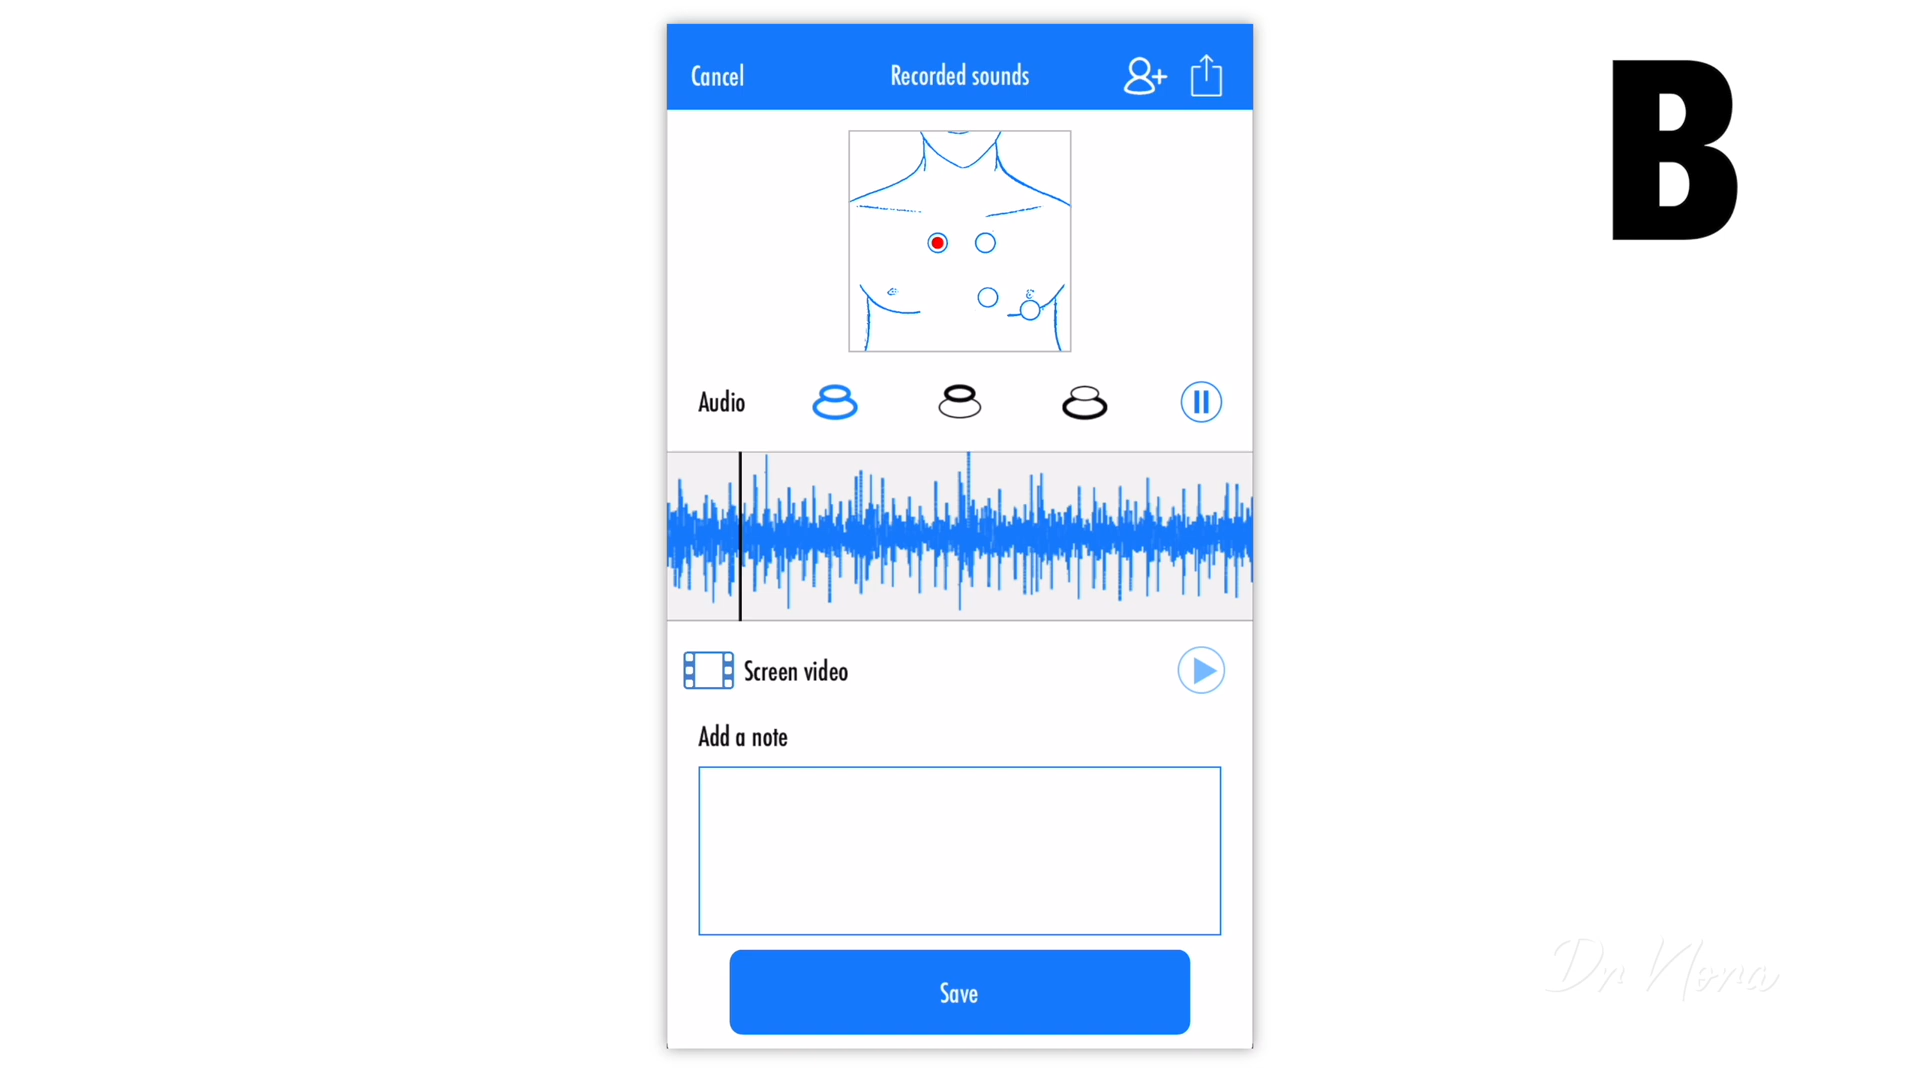 Cancel
Recorded sounds
B
Audio
Screen video
Add a note
Save
Dr Nora